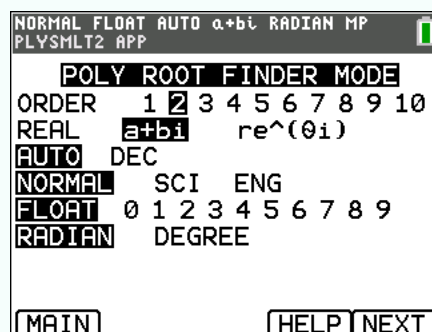 NORMAL FLOAT AUTO a+bi RADIAN MP
PLYSMLT2 APP
POLY ROOT FINDER MODE
ORDER 1 2 3 4 5 6 7 8 9 10
REAL a+bi re^(θi)
AUTO DEC
NORMAL SCI ENG
FLOAT 0 1 2 3 4 5 6 7 8 9
RADIAN DEGREE
MAIN HELP NEXT